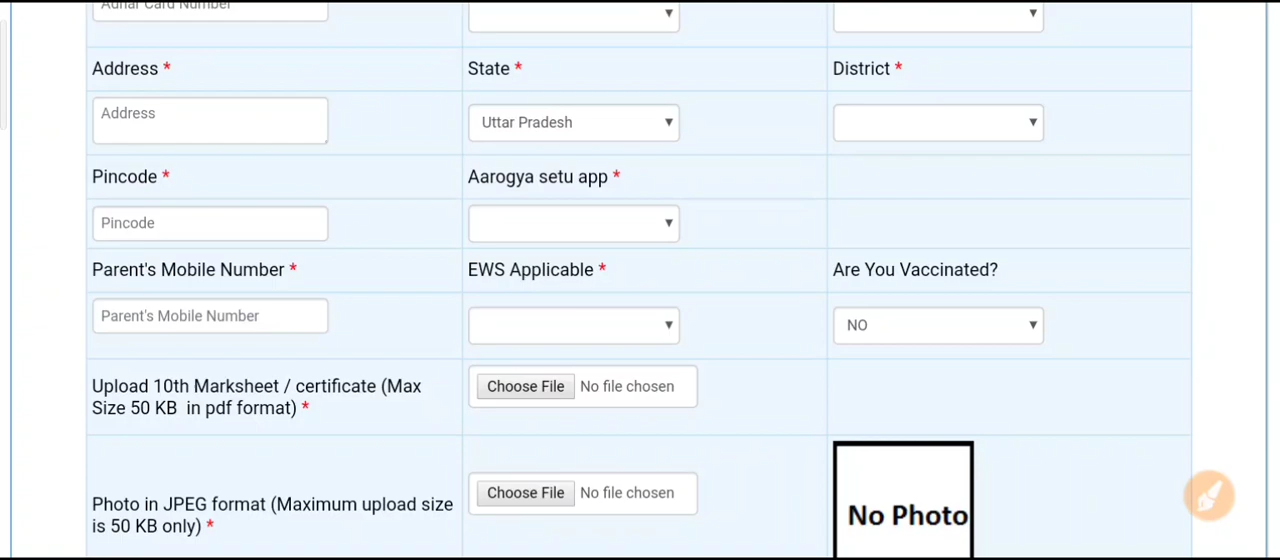 Adhar Card Number
Address *
State *
District *
Address
Uttar Pradesh
Pincode *
Aarogya setu app *
Pincode
Parent's Mobile Number *
EWS Applicable *
Are You Vaccinated?
Parent's Mobile Number
NO
Upload 10th Marksheet / certificate (Max
Size 50 KB in pdf format) *
Choose File No file chosen
Photo in JPEG format (Maximum upload size
is 50 KB only) *
Choose File No file chosen
No Photo